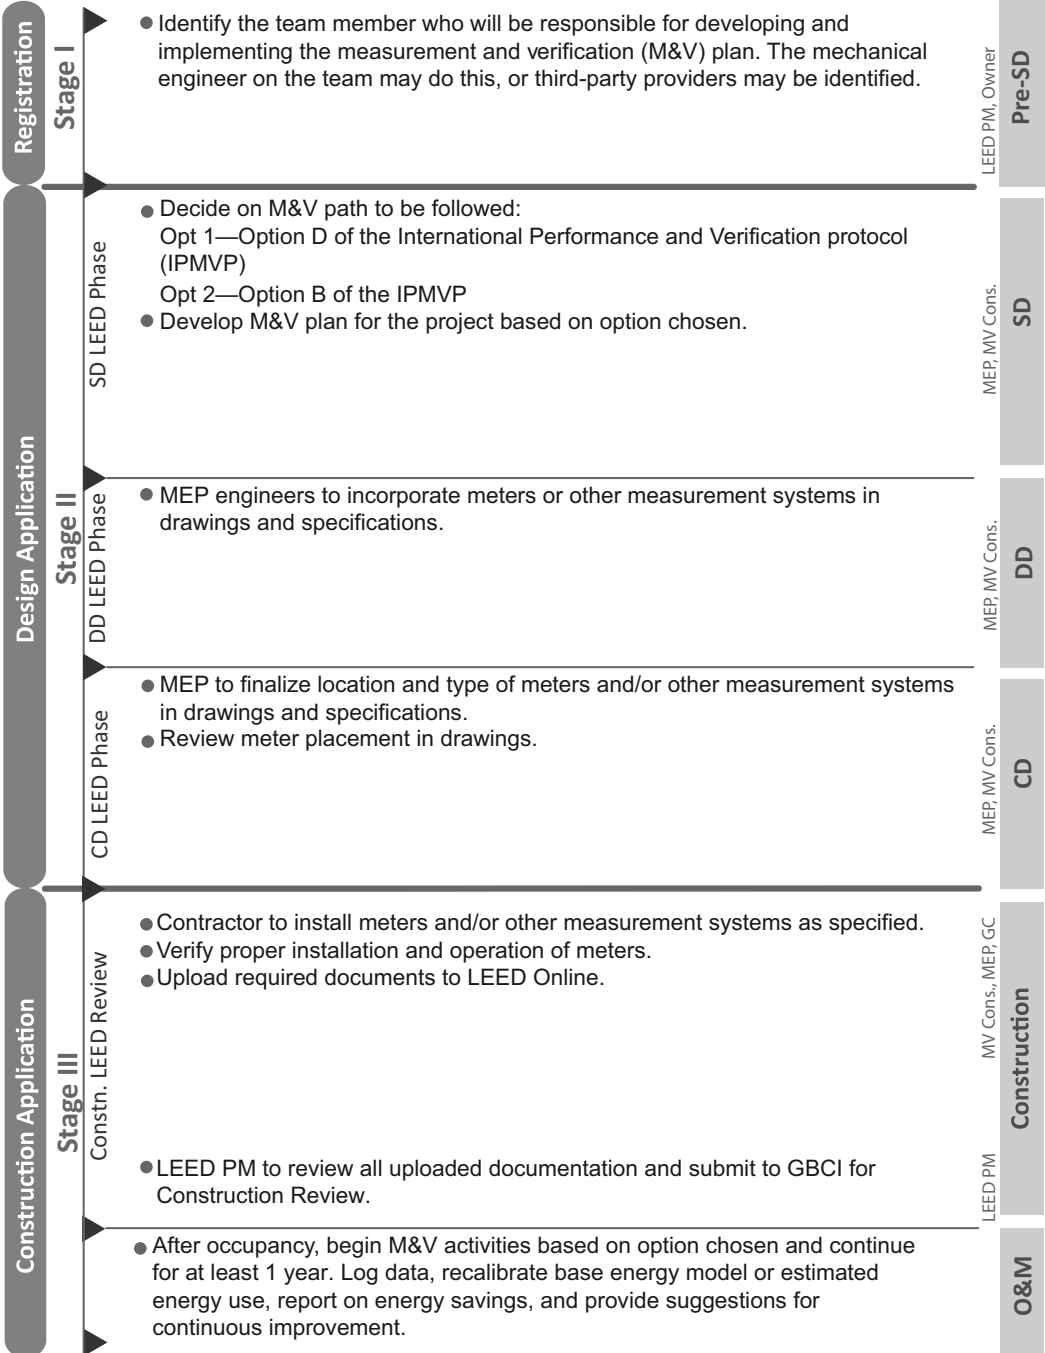 Registration
Stage I
Identify the team member who will be responsible for developing and
implementing the measurement and verification (M&V) plan. The mechanical
engineer on the team may do this, or third-party providers may be identified.
LEED PM, Owner
Pre-SD
Design Application
Stage II
SD LEED Phase
Decide on M&V path to be followed:
Opt 1—Option D of the International Performance and Verification protocol
(IPMVP)
Opt 2—Option B of the IPMVP
Develop M&V plan for the project based on option chosen.
MEP, MV Cons.
SD
DD LEED Phase
MEP engineers to incorporate meters or other measurement systems in
drawings and specifications.
MEP, MV Cons.
DD
CD LEED Phase
MEP to finalize location and type of meters and/or other measurement systems
in drawings and specifications.
Review meter placement in drawings.
MEP, MV Cons.
CD
Construction Application
Stage III
Constn. LEED Review
Contractor to install meters and/or other measurement systems as specified.
Verify proper installation and operation of meters.
Upload required documents to LEED Online.
MV Cons., MEP, GC
Construction
LEED PM to review all uploaded documentation and submit to GBCI for
Construction Review.
LEED PM
After occupancy, begin M&V activities based on option chosen and continue
for at least 1 year. Log data, recalibrate base energy model or estimated
energy use, report on energy savings, and provide suggestions for
continuous improvement.
O&M